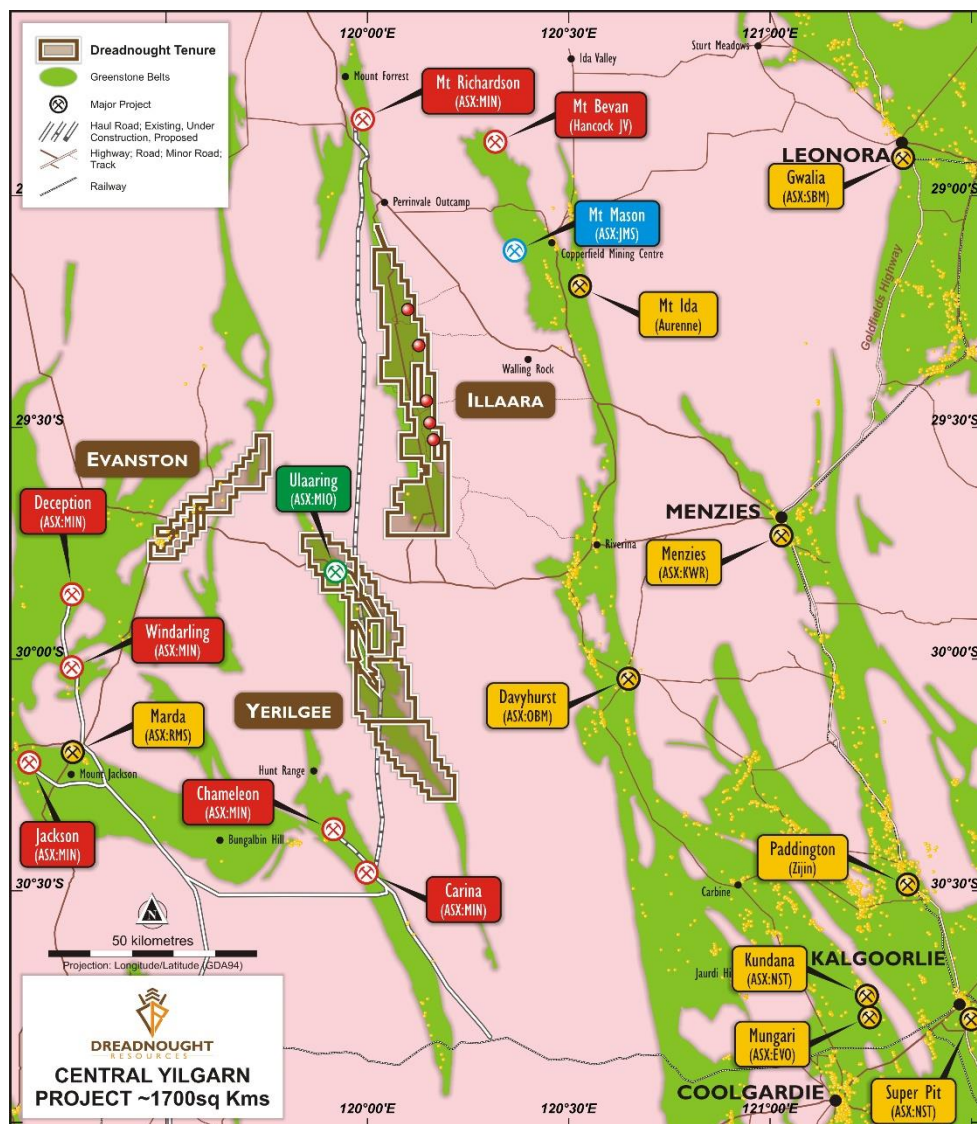 120°00'E
120°30'E
121°00'E
Dreadnought Tenure
Greenstone Belts
Major Project
Haul Road; Existing, Under
Construction, Proposed
Highway; Road; Minor Road;
Track
Railway
Mount Forrest
Mt Richardson
(ASX:MIN)
Ida Valley
Sturt Meadows
Mt Bevan
(Hancock JV)
LEONORA
Gwalia
(ASX:SBM)
29°00'S
Perrinvale Outcamp
Mt Mason
(ASX:JMS)
Copperfield Mining Centre
Mt Ida
(Aurenne)
Goldfields Highway
Walling Rock
ILLAARA
29°30'S
29°30'S
EVANSTON
Deception
(ASX:MIN)
Ulaaring
(ASX:MIO)
MENZIES
Menzies
(ASX:KWR)
Riverina
Windarling
(ASX:MIN)
30°00'S
30°00'S
Marda
(ASX:RMS)
YERILGEE
Davyhurst
(ASX:OBM)
Mount Jackson
Hunt Range
Chameleon
(ASX:MIN)
Jackson
(ASX:MIN)
Bungalbin Hill
Paddington
(Zijin)
Carina
(ASX:MIN)
Carbine
30°30'S
30°30'S
N
50 kilometres
Projection: Longitude/Latitude (GDA94)
Kundana
(ASX:NST)
KALGOORLIE
Jaurdi Hi
Mungari
(ASX:EVO)
DREADNOUGHT
RESOURCES
CENTRAL YILGARN
PROJECT ~1700sq Kms
COOLGARDIE
Super Pit
(ASX:NST)
120°00'E
120°30'E
121°00'E